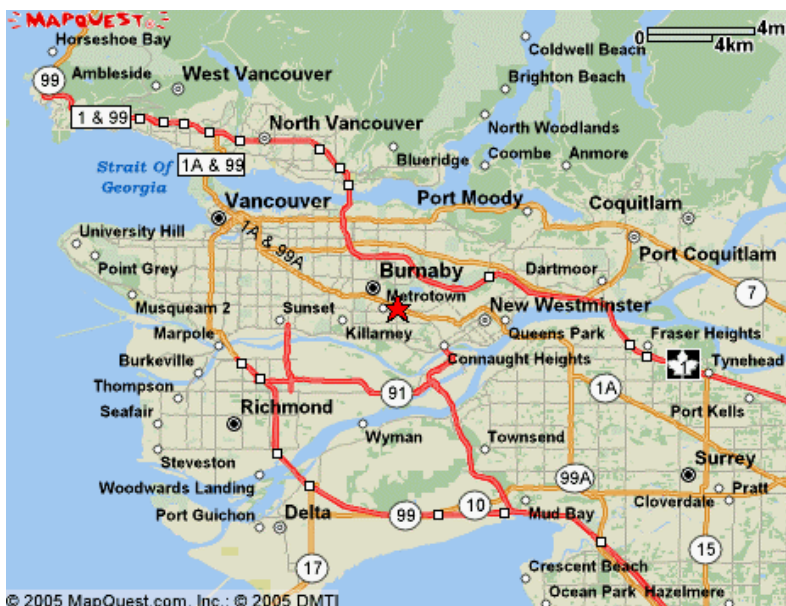 MAPQUEST
Horseshoe Bay
Coldwell Beach
0 4m
4km
99
Ambleside
West Vancouver
Brighton Beach
1 & 99
North Vancouver
North Woodlands
Strait Of
Georgia
1A & 99
Blueridge
Coombe
Anmore
Vancouver
Port Moody
Coquitlam
University Hill
1A & 99A
Port Coquitlam
Point Grey
Burnaby
Dartmoor
7
Musqueam 2
Sunset
Metrotown
New Westminster
Marpole
Killarney
Queens Park
Fraser Heights
Burkeville
Connaught Heights
1
Tynehead
Thompson
91
1A
Seafair
Richmond
Port Kells
Wyman
Townsend
Steveston
Surrey
Woodwards Landing
99A
Pratt
Port Guichon
Delta
99
10
Mud Bay
Cloverdale
17
15
Crescent Beach
Ocean Park
Hazelmere
© 2005 MapQuest.com, Inc.; © 2005 DMTI